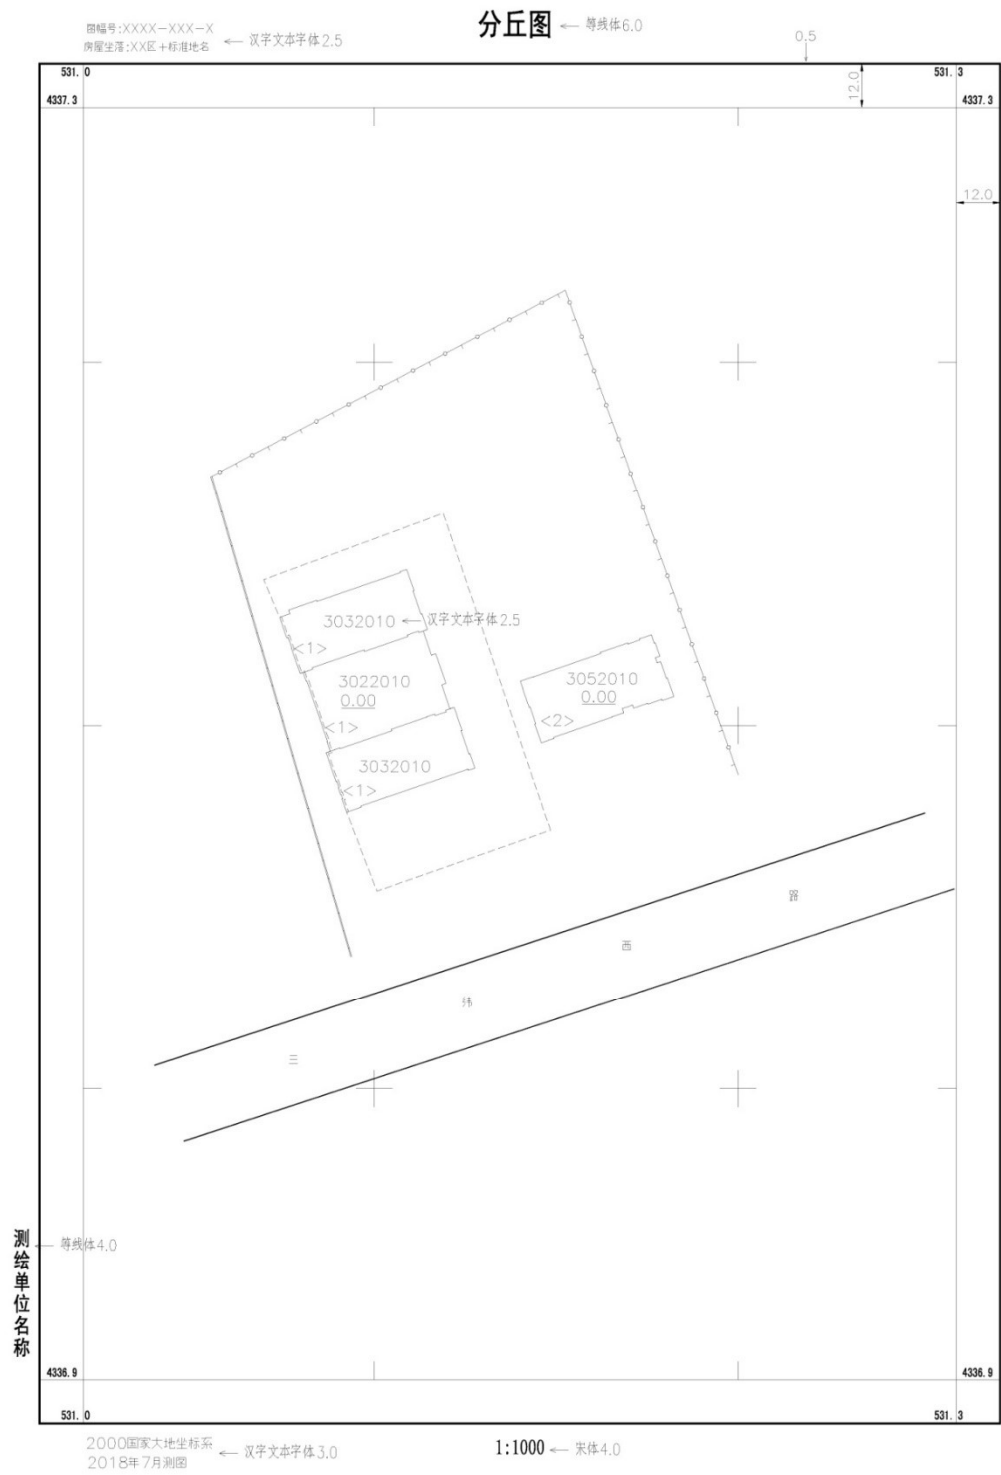 分丘图 ← 等线体6.0
图幅号:XXXX-XXX-X
房屋坐落:XX区+标准地名
← 汉字文本字体2.5
0.5
531.0
531.3
4337.3
12.0
4337.3
12.0
3032010 ← 汉字文本字体2.5
<1>
3022010
0.00
<1>
3052010
0.00
<2>
3032010
<1>
路
西
纬
三
测绘单位名称
← 等线体4.0
4336.9
4336.9
531.0
531.3
2000国家大地坐标系
2018年7月测图
← 汉字文本字体3.0
1:1000 ← 宋体4.0